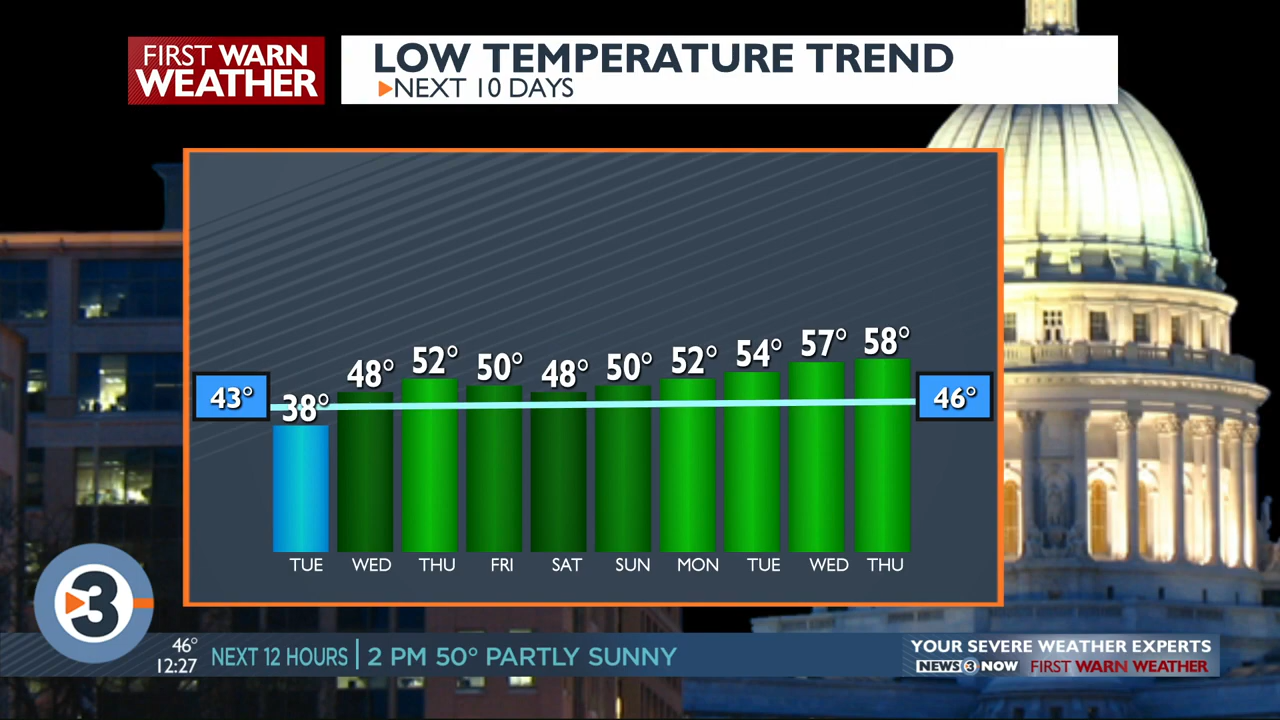 FIRST WARN
WEATHER
LOW TEMPERATURE TREND
NEXT 10 DAYS
43° 38° 48° 52° 50° 48° 50° 52° 54° 57° 58° 46°
TUE WED THU FRI SAT SUN MON TUE WED THU
3
46°
12:27
NEXT 12 HOURS | 2 PM 50° PARTLY SUNNY
YOUR SEVERE WEATHER EXPERTS
NEWS 3 NOW FIRST WARN WEATHER